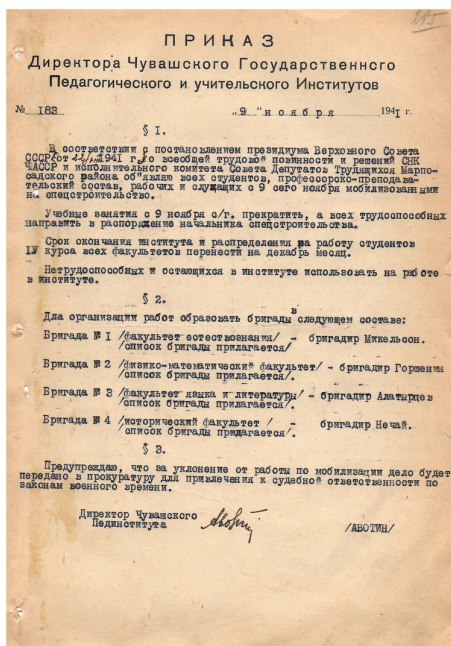 215
ПРИКАЗ
Директора Чувашского Государственного
Педагогического и учительского Институтов
№ 183 „9 "ноября 1941 г.
§ I.
В соответствии с постановлением президиума Верховного Совета
СССР от 1941 г. о всеобщей трудовой повинности и решений СНК
ЧАССР и исполнительного комитета Совета Депутатов Трудящихся Марпо-
садского района об"являю всех студентов, профессорско-преподава-
тельский состав, рабочих и служащих с 9 сего ноября мобилизованными
на спецстроительство.
Учебные занятия с 9 ноября с/г. прекратить, а всех трудоспособных
направить в распоряжение начальника спецстроительства.
Срок окончания института и распределения на работу студентов
IУ курса всех факультетов перенести на декабрь месяц.
Нетрудоспособных и остающихся в институте использовать на работе
в институте.
§ 2.
в
Для организации работ образовать бригады следующем составе:
Бригада № I /факультет естествознания/ - бригадир Микельсон.
/список бригады прилагается/
Бригада № 2 /физико-математический факультет/ - бригадир Горшенин
/список бригады прилагается/.
Бригада № 3 /факультет языка и литературы/ - бригадир Алатырцев
/список бригады прилагается/.
Бригада № 4 /исторический факультет / - бригадир Нечай.
/список бригады прилагается/.
§ 3.
Предупреждаю, что за уклонение от работы по мобилизации дело будет
передано в прокуратуру для привлечения к судебной ответственности по
законам военного времени.
Директор Чувашского
Пединститута Авотин /АВОТИН/